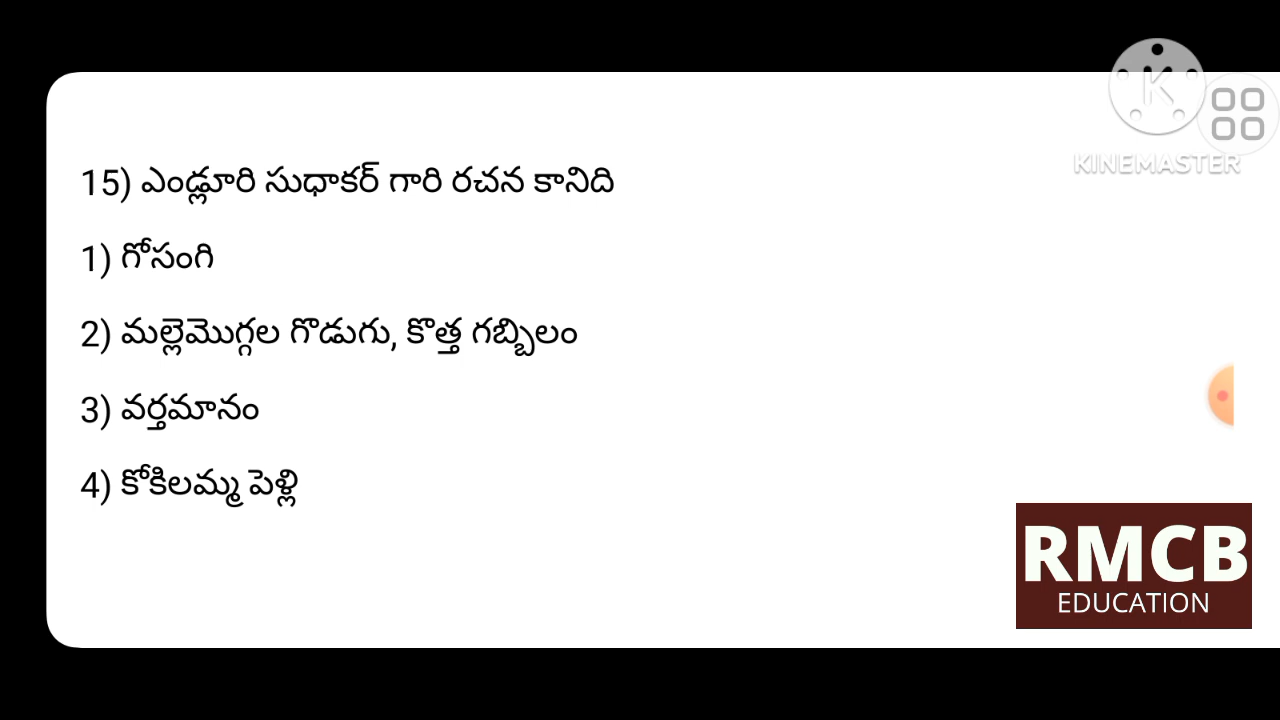 KINEMASTER
15) ఎండ్లూరి సుధాకర్ గారి రచన కానిది
1) గోసంగి
2) మల్లెమొగ్గల గొడుగు, కొత్త గబ్బిలం
3) వర్తమానం
4) కోకిలమ్మ పెళ్లి
RMCB
EDUCATION